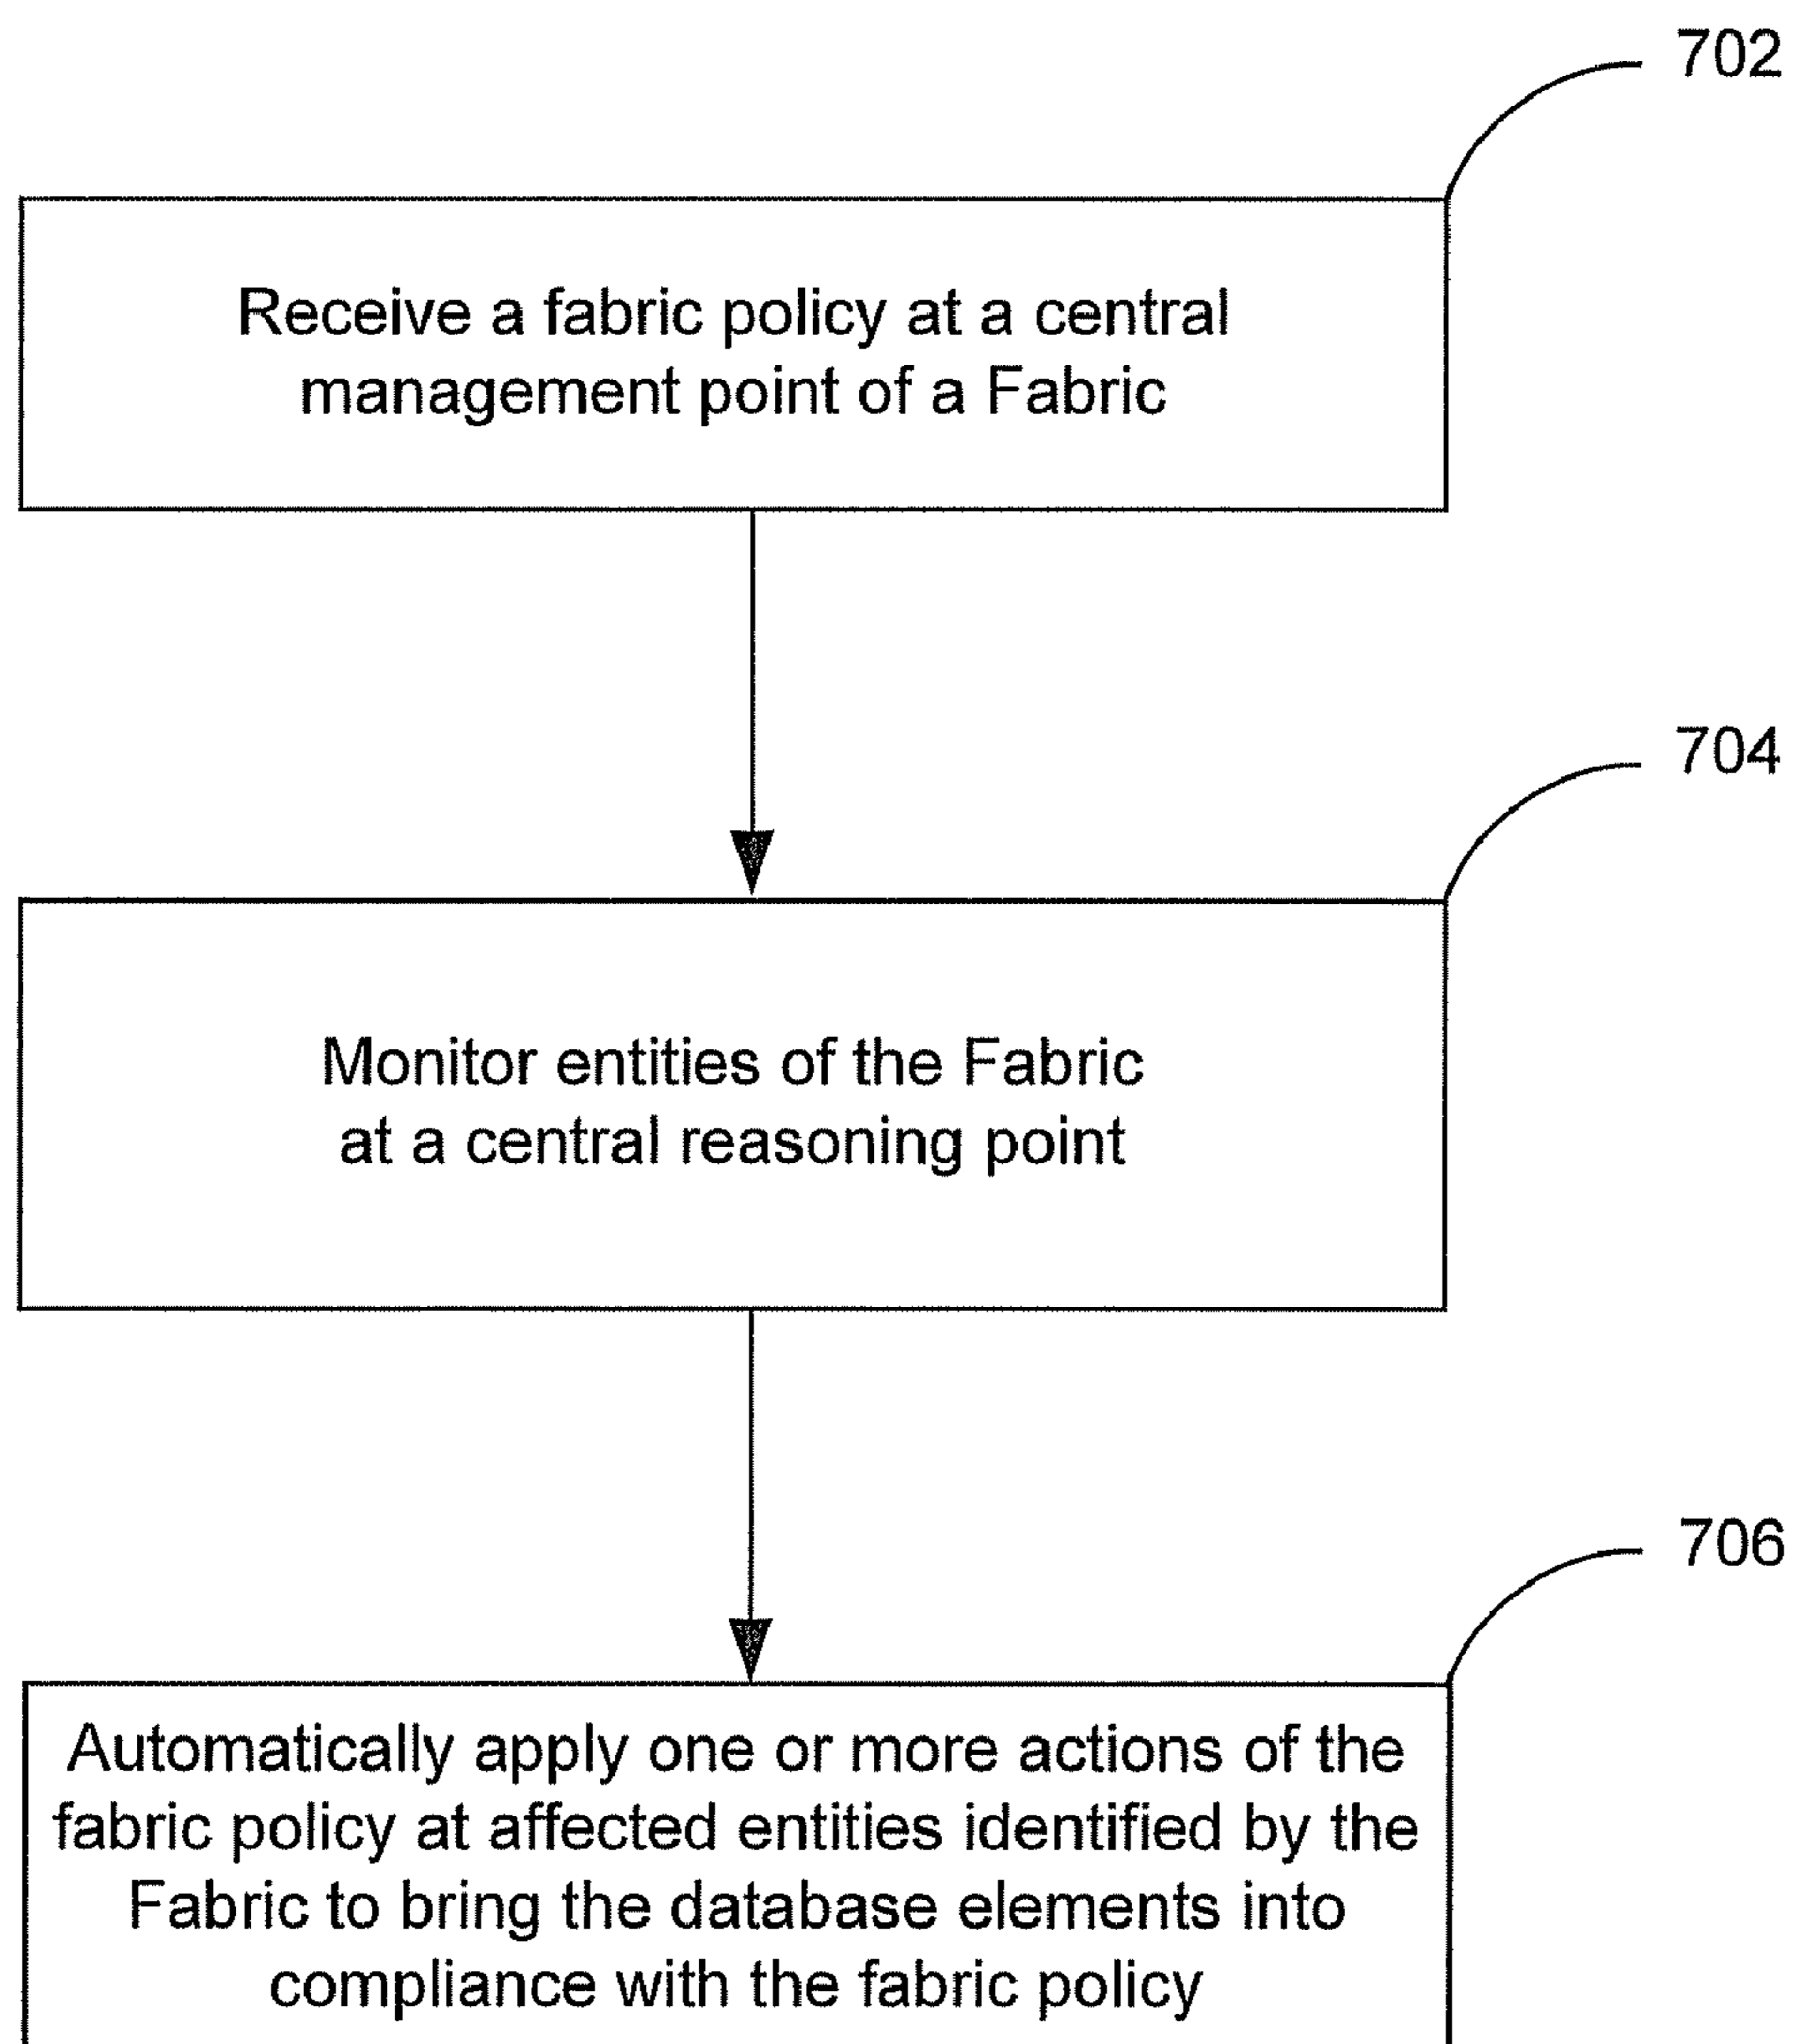 702
Receive a fabric policy at a central
management point of a Fabric
704
Monitor entities of the Fabric
at a central reasoning point
706
Automatically apply one or more actions of the
fabric policy at affected entities identified by the
Fabric to bring the database elements into
compliance with the fabric policy